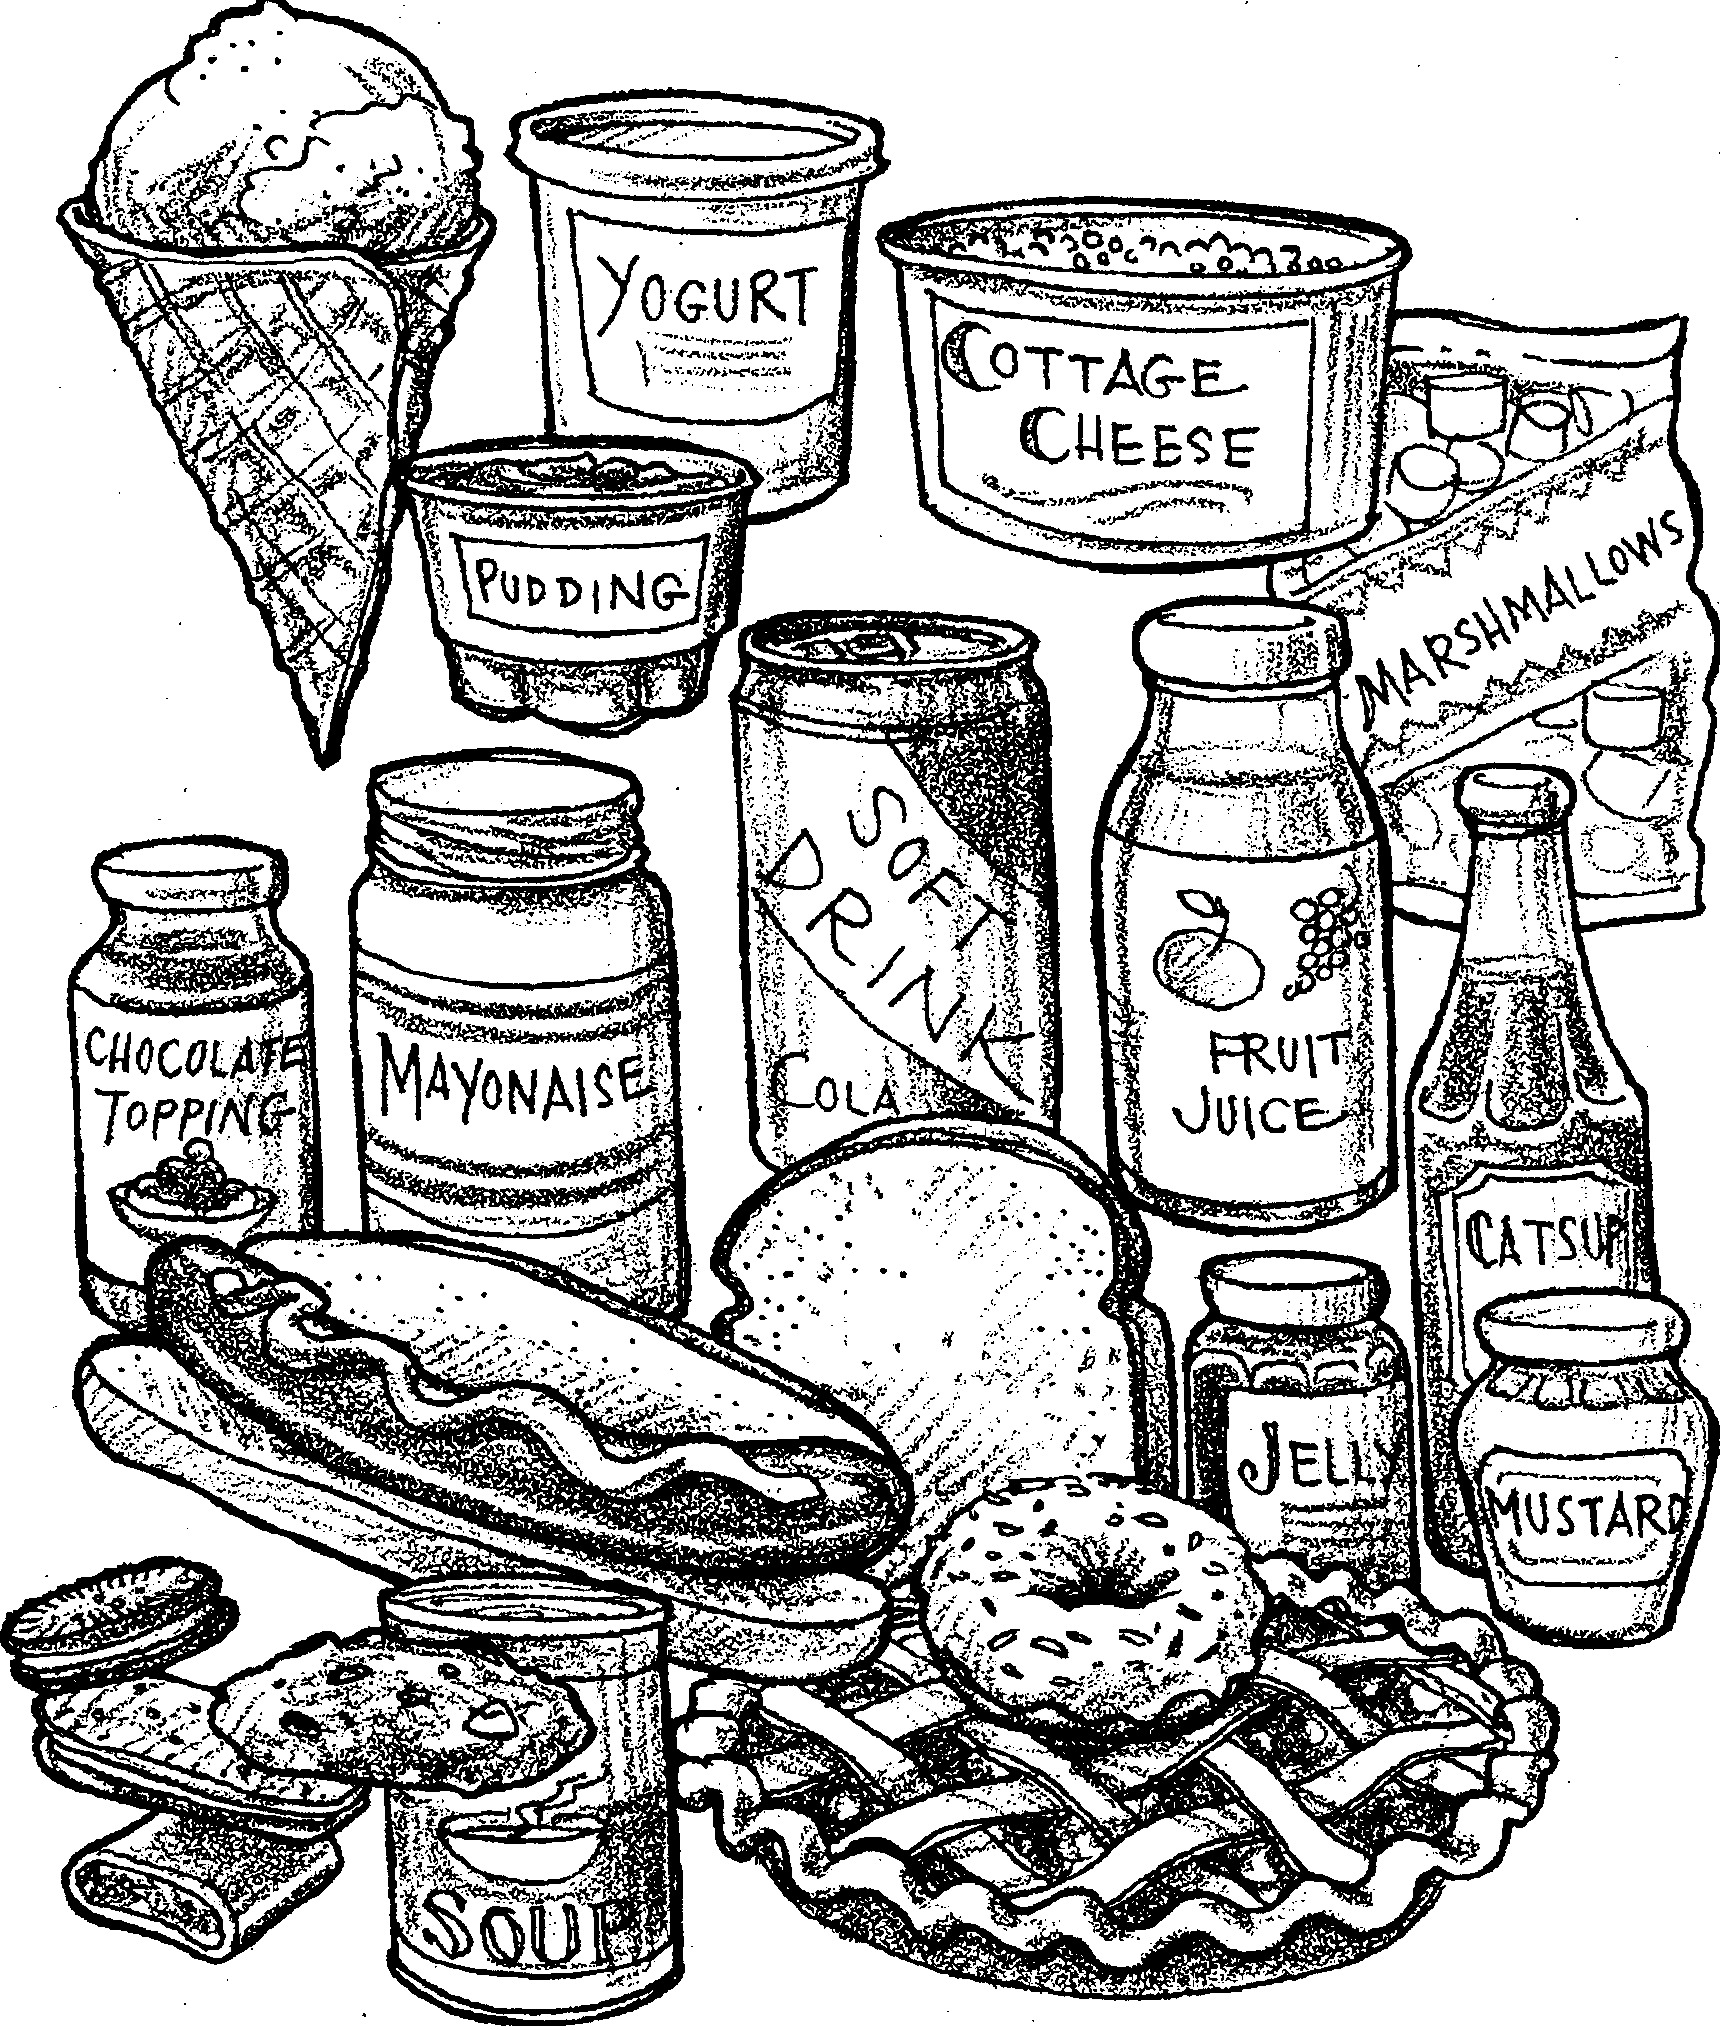 YOGURT
COTTAGE
CHEESE
PUDDING
MARSHMALLOWS
SOFT
DRINK
COLA
FRUIT
JUICE
CHOCOLATE
TOPPING
MAYONAISE
CATSUP
JELLY
MUSTARD
SOUP